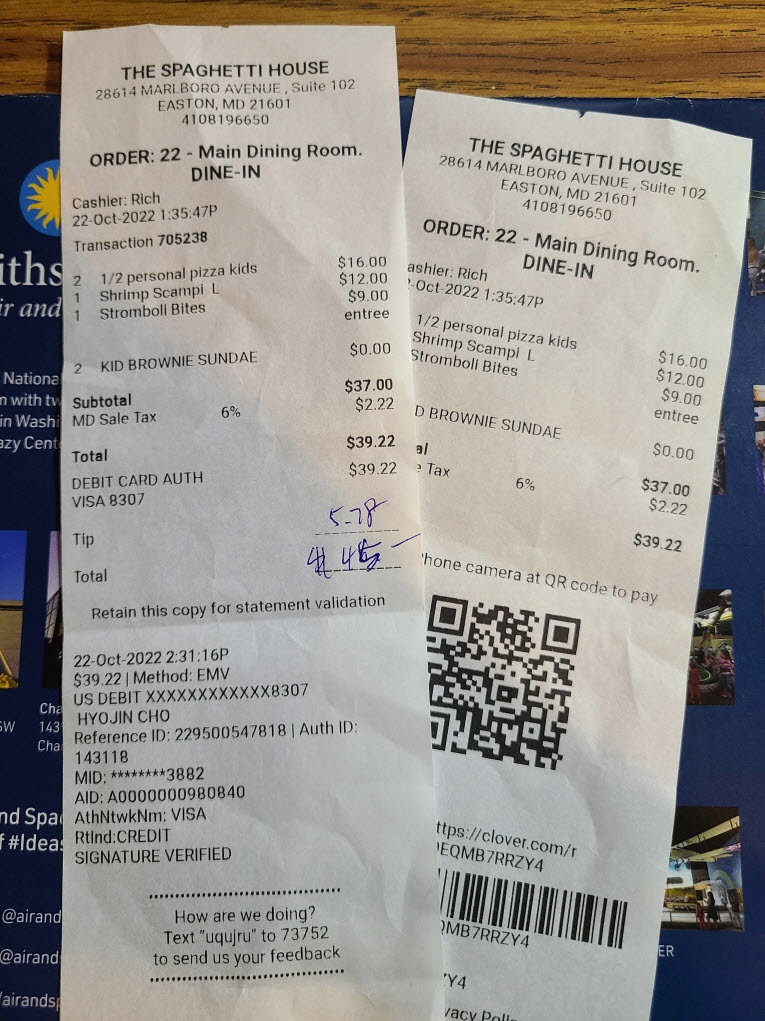 THE SPAGHETTI HOUSE
28614 MARLBORO AVENUE , Suite 102
EASTON, MD 21601
4108196650
ORDER: 22 - Main Dining Room.
DINE-IN
Cashier: Rich
22-Oct-2022 1:35:47P
Transaction 705238
2 1/2 personal pizza kids $16.00
1 Shrimp Scampi L $12.00
1 Stromboli Bites $9.00
entree
2 KID BROWNIE SUNDAE $0.00
Subtotal $37.00
MD Sale Tax 6% $2.22
Total $39.22
DEBIT CARD AUTH $39.22
VISA 8307
Tip 5.78
Total 45
Retain this copy for statement validation
22-Oct-2022 2:31:16P
$39.22 | Method: EMV
US DEBIT XXXXXXXXXXXX8307
HYOJIN CHO
Reference ID: 229500547818 | Auth ID:
143118
MID: ********3882
AID: A0000000980840
AthNtwkNm: VISA
RtInd:CREDIT
SIGNATURE VERIFIED
How are we doing?
Text "uqujru" to 73752
to send us your feedback
THE SPAGHETTI HOUSE
28614 MARLBORO AVENUE , Suite 102
EASTON, MD 21601
4108196650
ORDER: 22 - Main Dining Room.
DINE-IN
ashier: Rich
-Oct-2022 1:35:47P
1/2 personal pizza kids $16.00
Shrimp Scampi L $12.00
Stromboli Bites $9.00
entree
D BROWNIE SUNDAE $0.00
al $37.00
Tax 6% $2.22
$39.22
hone camera at QR code to pay
ttps://clover.com/r
EQMB7RRZY4
QMB7RRZY4
Y4
iths
ir and
National
n with tw
in Washi
azy Cent
SW
Cha
143
Cha
nd Spa
f #Ideas
@airand
@airand
/airandsp
ER